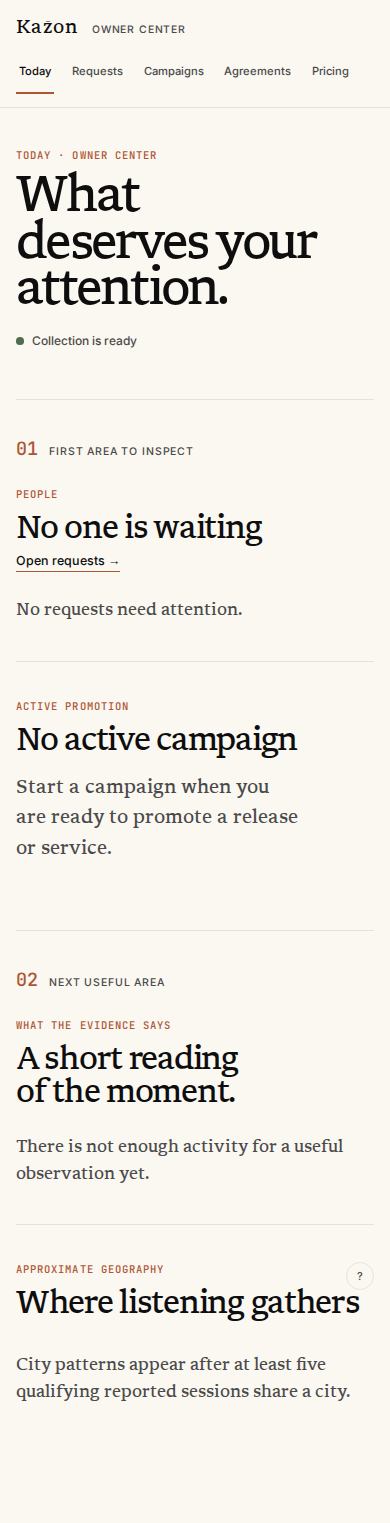 Kažon OWNER CENTER
Today Requests Campaigns Agreements Pricing
TODAY · OWNER CENTER
What
deserves your
attention.
Collection is ready
01 FIRST AREA TO INSPECT
PEOPLE
No one is waiting
Open requests →
No requests need attention.
ACTIVE PROMOTION
No active campaign
Start a campaign when you
are ready to promote a release
or service.
02 NEXT USEFUL AREA
WHAT THE EVIDENCE SAYS
A short reading
of the moment.
There is not enough activity for a useful
observation yet.
APPROXIMATE GEOGRAPHY
?
Where listening gathers
City patterns appear after at least five
qualifying reported sessions share a city.